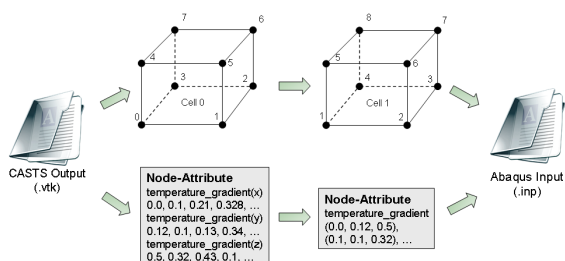 7
6
4
5
3
2
Cell 0
0
1
8
7
5
6
4
3
Cell 1
1
2
CASTS Output
(.vtk)
Node-Attribute
temperature_gradient(x)
0.0, 0.1, 0.21, 0.328, ...
temperature_gradient(y)
0.12, 0.1, 0.13, 0.34, ...
temperature_gradient(z)
0.5, 0.32, 0.43, 0.1, ...
Node-Attribute
temperature_gradient
(0.0, 0.12, 0.5),
(0.1, 0.1, 0.32), ...
Abaqus Input
(.inp)